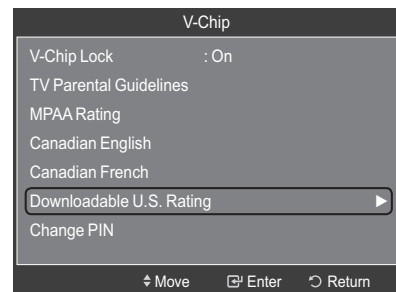 V-Chip
V-Chip Lock : On
TV Parental Guidelines
MPAA Rating
Canadian English
Canadian French
Downloadable U.S. Rating
Change PIN
Move Enter Return